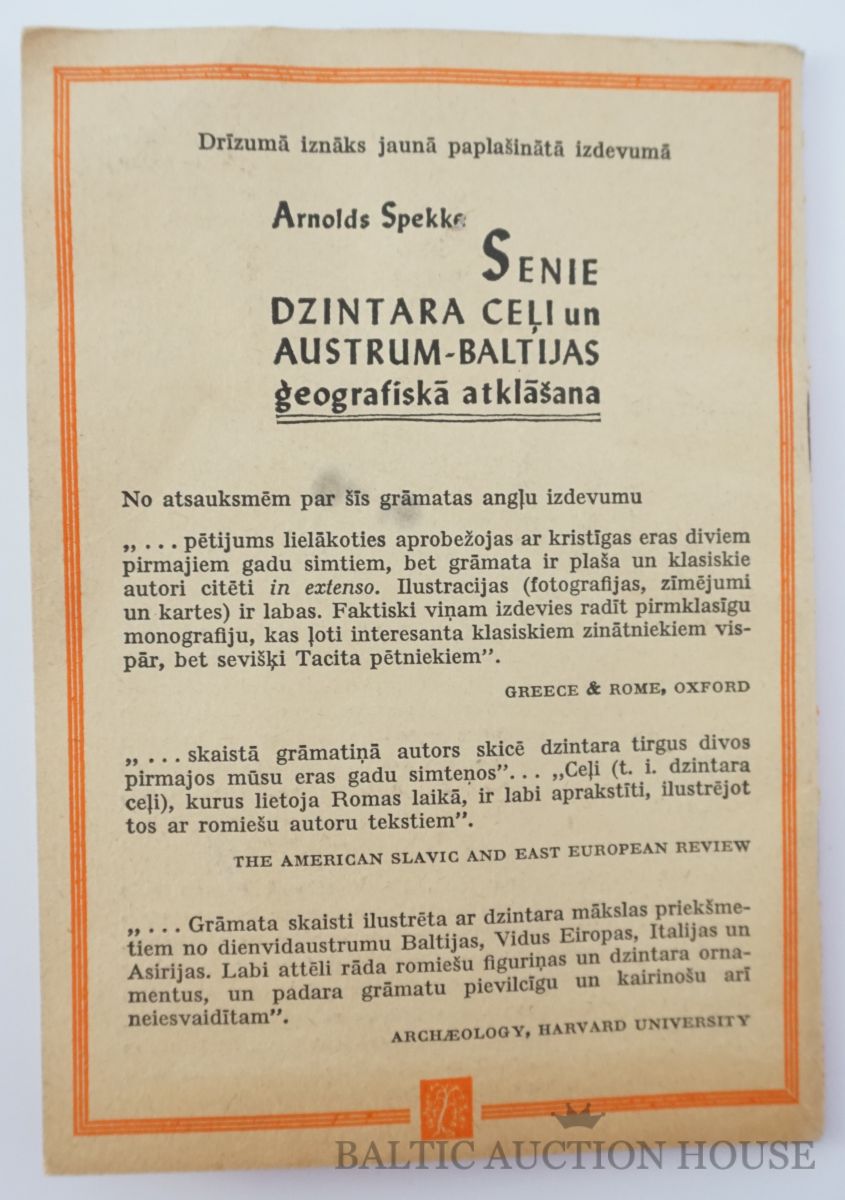 Drīzumā iznāks jaunā paplašinātā izdevumā
Arnolds Spekke
SENIE
DZINTARA CEĻI un
AUSTRUM-BALTIJAS
ģeografiskā atklāšana
No atsauksmēm par šīs grāmatas angļu izdevumu
„ . . . pētijums lielākoties aprobežojas ar kristīgas eras diviem
pirmajiem gadu simtiem, bet grāmata ir plaša un klasiskie
autori citēti in extenso. Ilustracijas (fotografijas, zīmējumi
un kartes) ir labas. Faktiski viņam izdevies radīt pirmklasīgu
monografiju, kas ļoti interesanta klasiskiem zinātniekiem vis-
pār, bet sevišķi Tacita pētniekiem”.
GREECE & ROME, OXFORD
„ . . . skaistā grāmatiņā autors skicē dzintara tirgus divos
pirmajos mūsu eras gadu simteņos”. . . „Ceļi (t. i. dzintara
ceļi), kurus lietoja Romas laikā, ir labi aprakstīti, ilustrējot
tos ar romiešu autoru tekstiem”.
THE AMERICAN SLAVIC AND EAST EUROPEAN REVIEW
„ . . . Grāmata skaisti ilustrēta ar dzintara mākslas priekšme-
tiem no dienvidaustrumu Baltijas, Vidus Eiropas, Italijas un
Asirijas. Labi attēli rāda romiešu figuriņas un dzintara orna-
mentus, un padara grāmatu pievilcīgu un kairinošu arī
neiesvaidītam”.
ARCHÆOLOGY, HARVARD UNIVERSITY
BALTIC AUCTION HOUSE